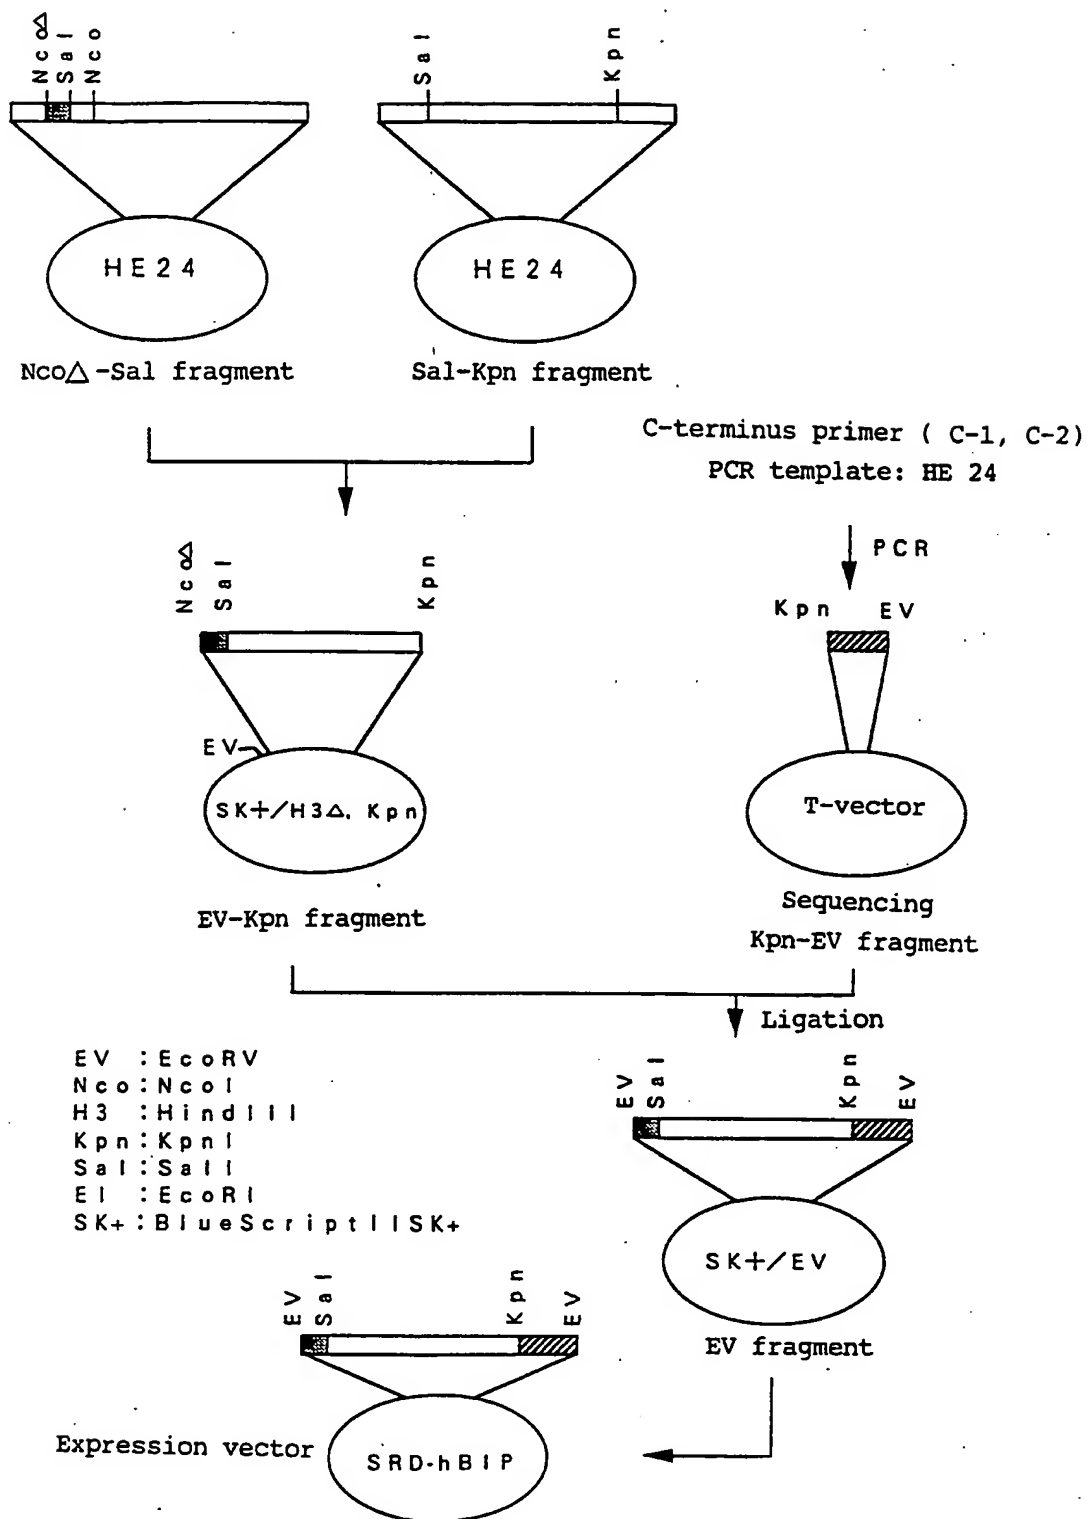 NcoΔ Sal Nco
Sal Kpn
HE24
HE24
Nco△-Sal fragment
Sal-Kpn fragment
C-terminus primer ( C-1, C-2)
PCR template: HE 24
PCR
NcoΔ Sal Kpn
Kpn EV
EV
SK+/H3Δ. Kpn
T-vector
EV-Kpn fragment
Sequencing
Kpn-EV fragment
Ligation
EV :EcoRV
Nco:NcoI
H3 :HindIII
Kpn:KpnI
Sal:SalI
EI :EcoRI
SK+:BlueScriptIISK+
EV Sal Kpn EV
SK+/EV
EV fragment
EV Sal Kpn EV
Expression vector
SRD·hBIP